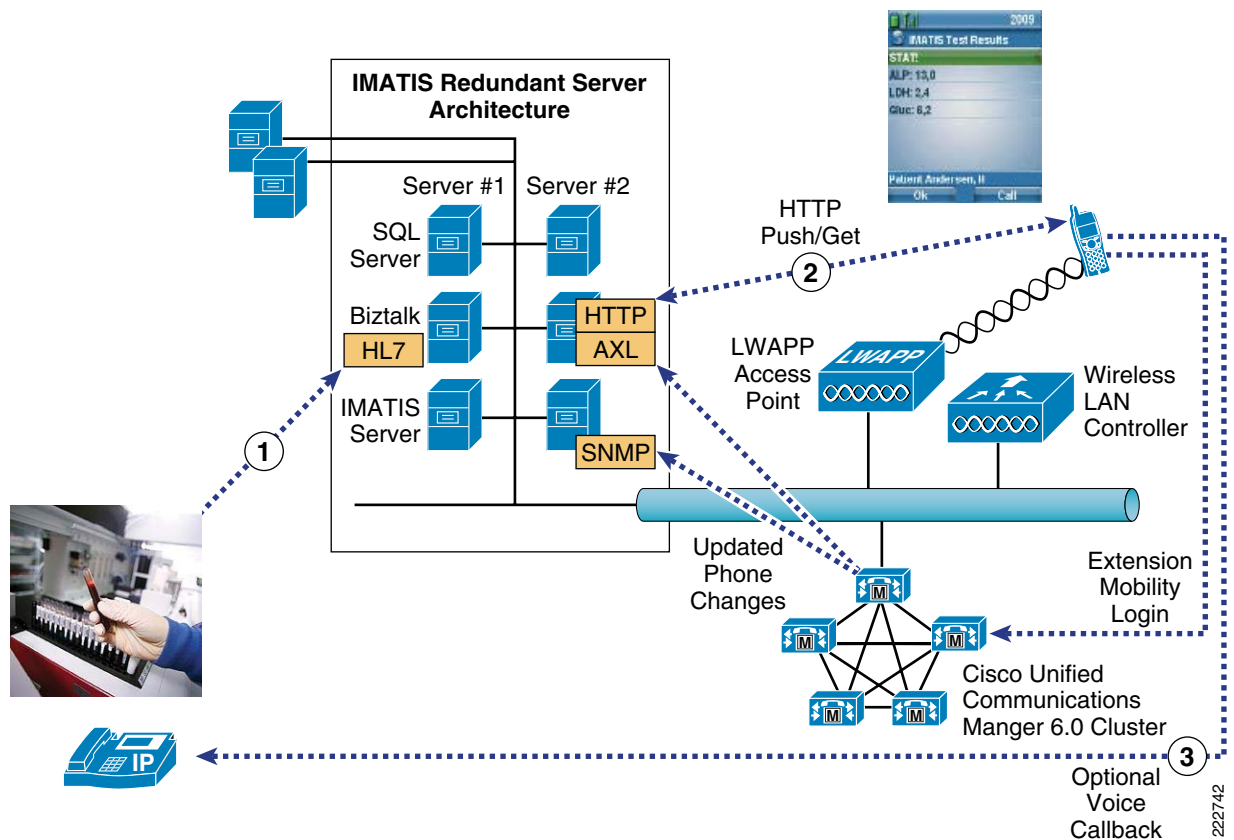 2009
IMATIS Test Results
STAT!
ALP: 13,0
LDH: 2,4
Gluc: 6,2
Patient Andersen, II
Ok
Call
IMATIS Redundant Server
Architecture
Server #1
Server #2
SQL
Server
Biztalk
HL7
HTTP
AXL
IMATIS
Server
SNMP
HTTP
Push/Get
2
LWAPP
Access
Point
LWAPP
Wireless
LAN
Controller
1
Updated
Phone
Changes
Extension
Mobility
Login
M
M
M
M
M
Cisco Unified
Communications
Manger 6.0 Cluster
IP
3
Optional
Voice
Callback
222742